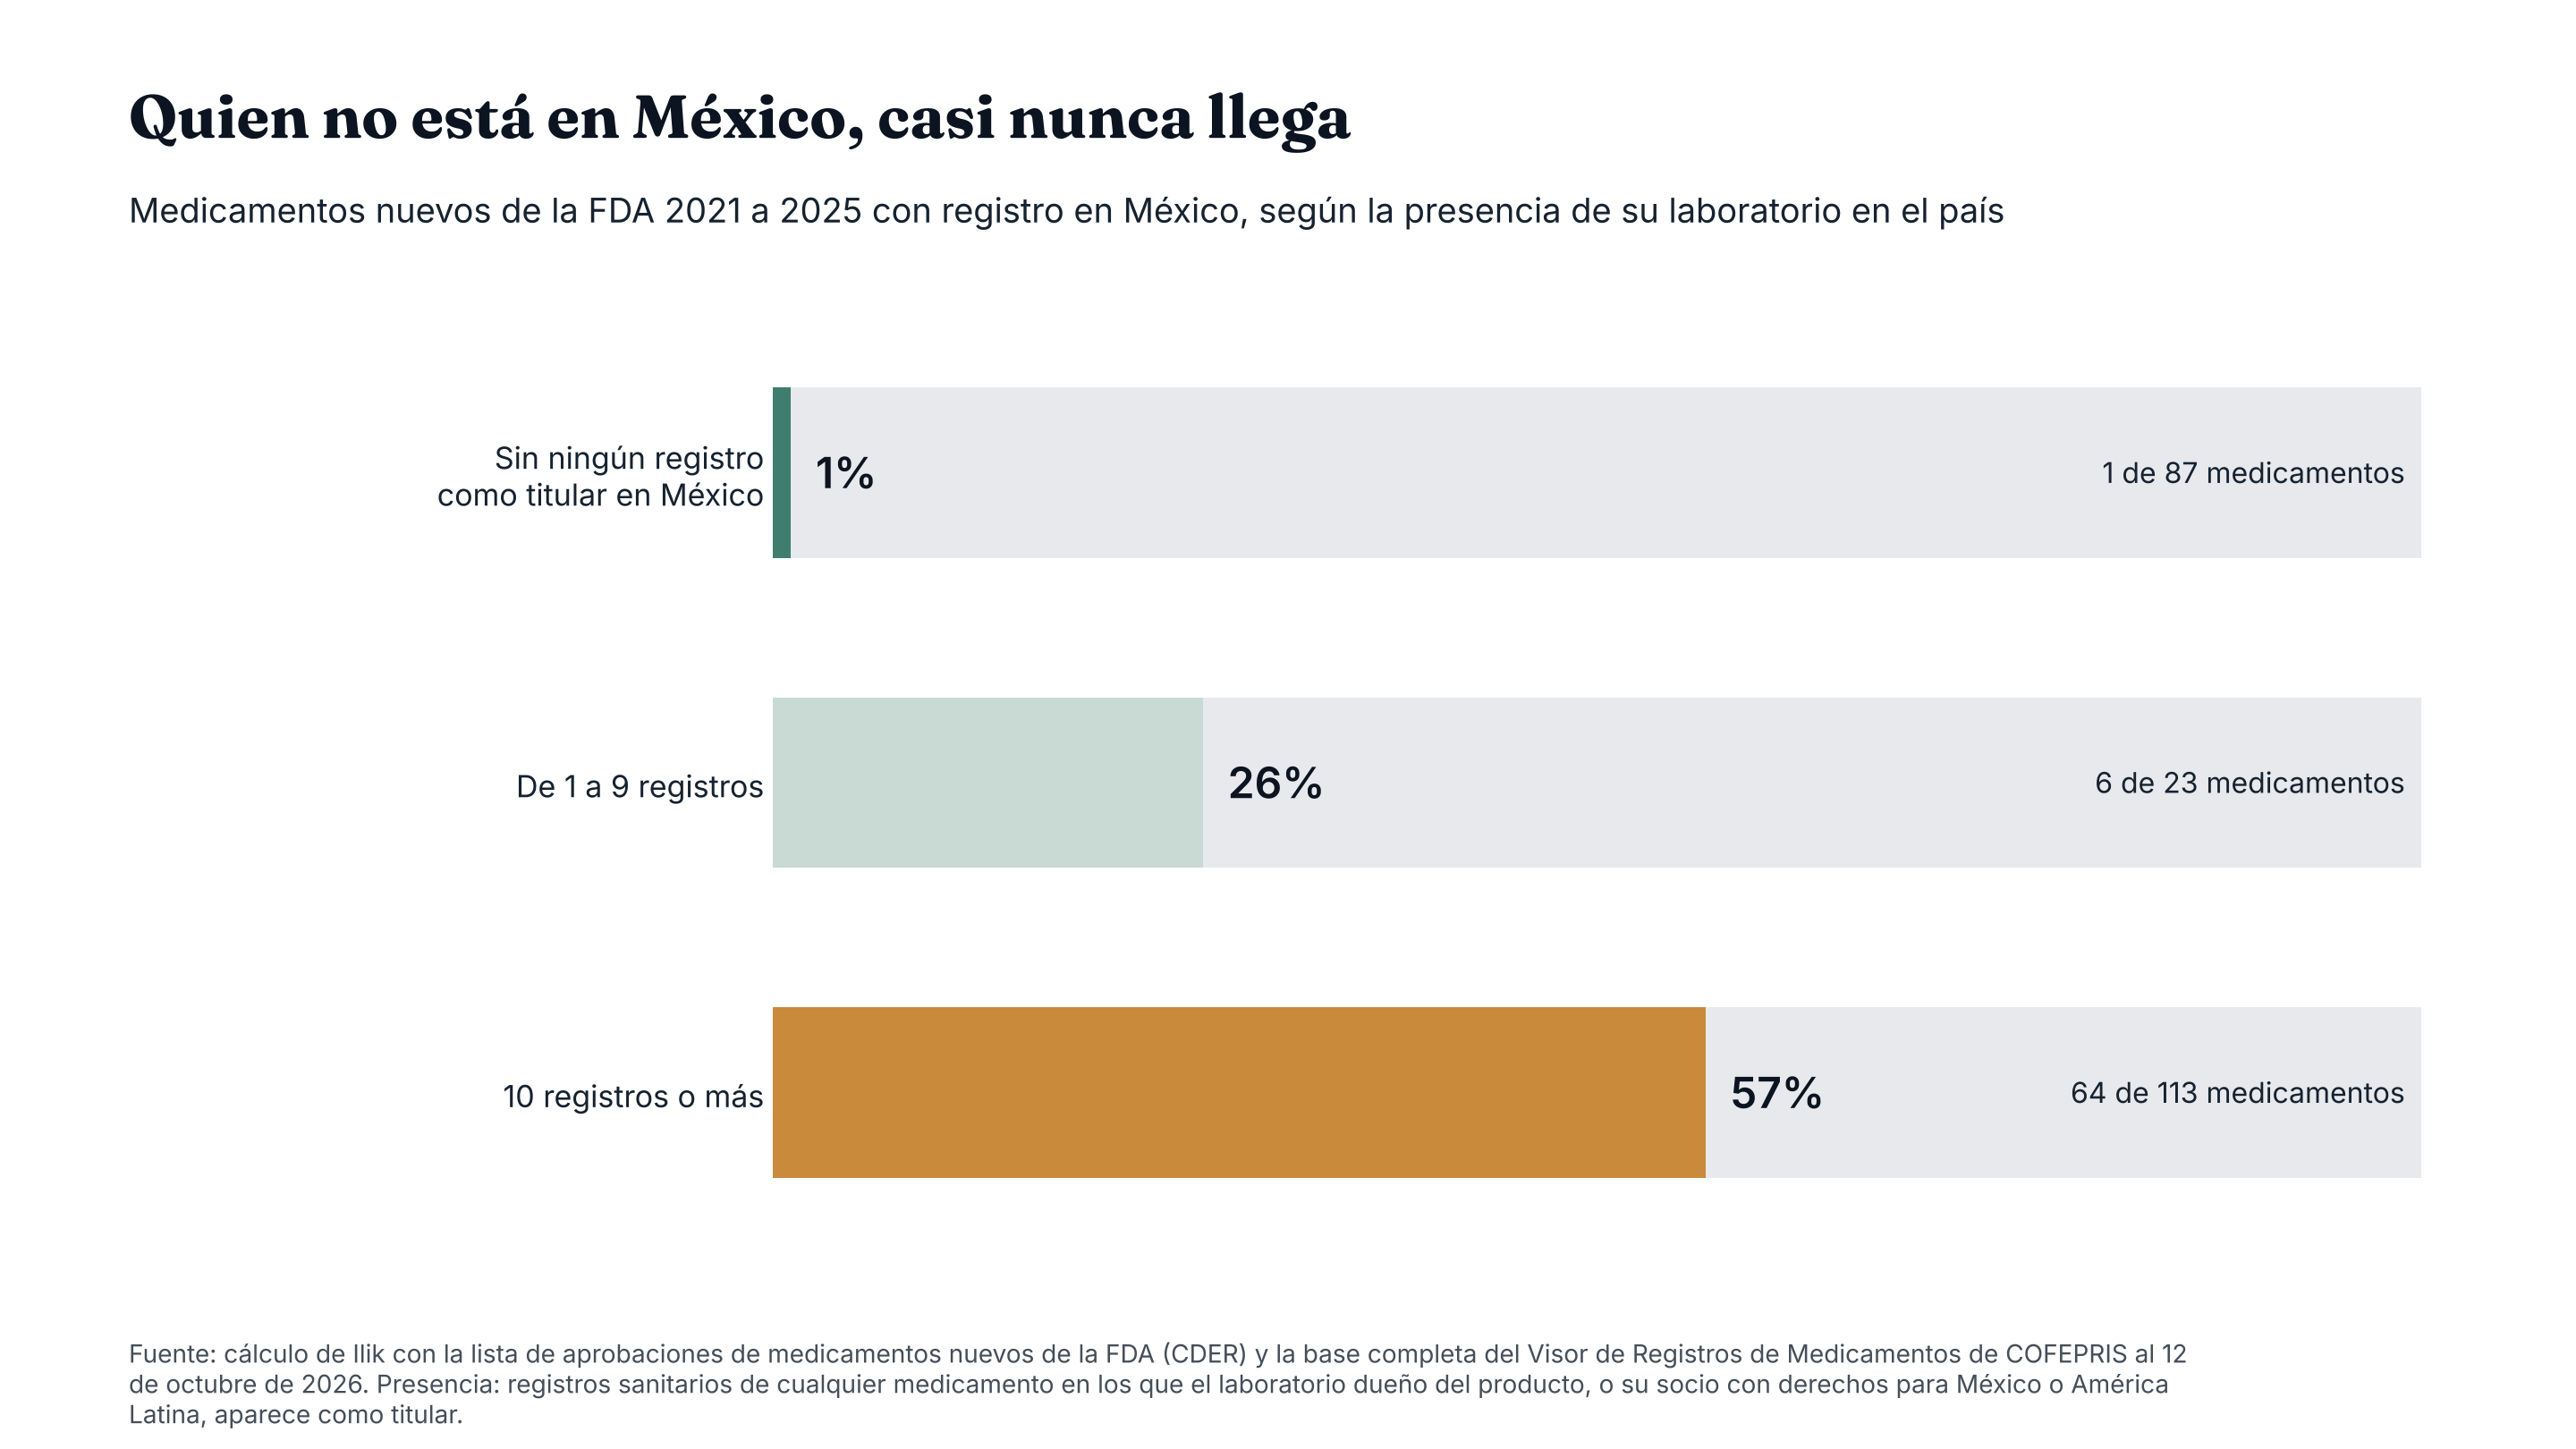 Quien no está en México, casi nunca llega
Medicamentos nuevos de la FDA 2021 a 2025 con registro en México, según la presencia de su laboratorio en el país
Sin ningún registro
como titular en México
1%
1 de 87 medicamentos
De 1 a 9 registros
26%
6 de 23 medicamentos
10 registros o más
57%
64 de 113 medicamentos
Fuente: cálculo de Ilik con la lista de aprobaciones de medicamentos nuevos de la FDA (CDER) y la base completa del Visor de Registros de Medicamentos de COFEPRIS al 12
de octubre de 2026. Presencia: registros sanitarios de cualquier medicamento en los que el laboratorio dueño del producto, o su socio con derechos para México o América
Latina, aparece como titular.